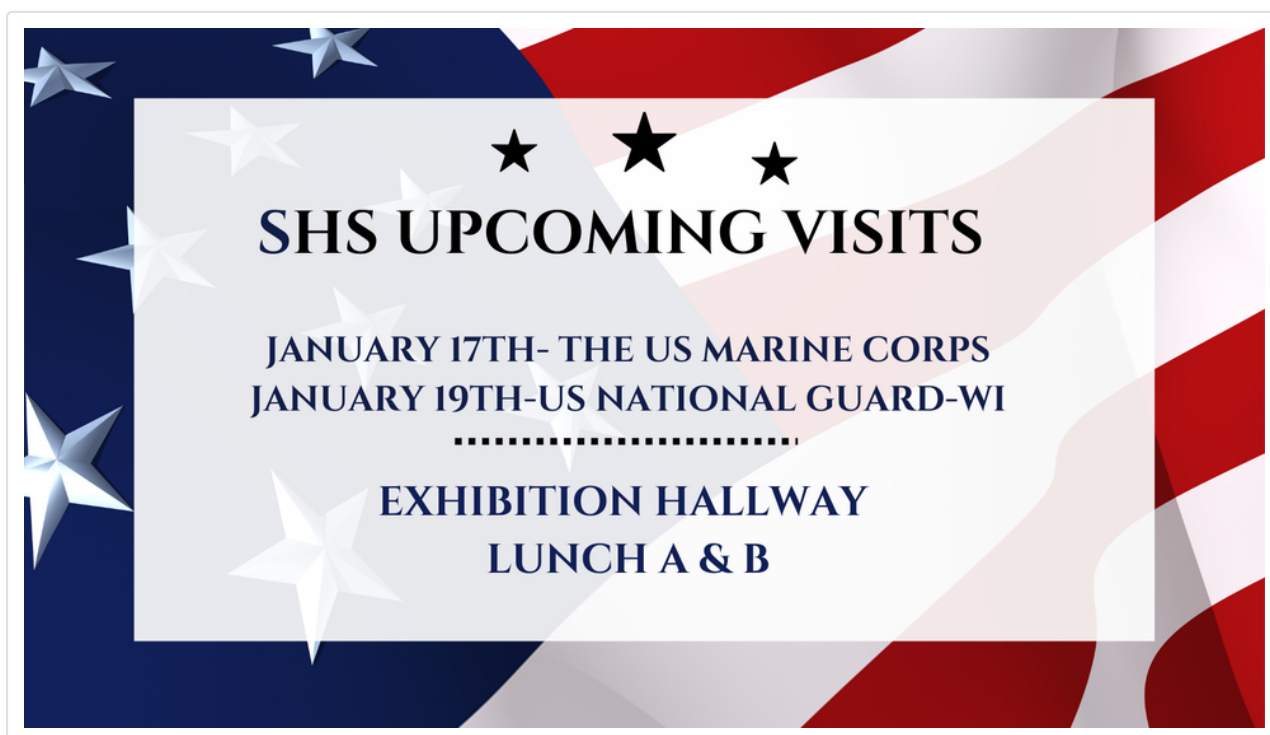 SHS UPCOMING VISITS
JANUARY 17TH- THE US MARINE CORPS
JANUARY 19TH-US NATIONAL GUARD-WI
EXHIBITION HALLWAY
LUNCH A & B